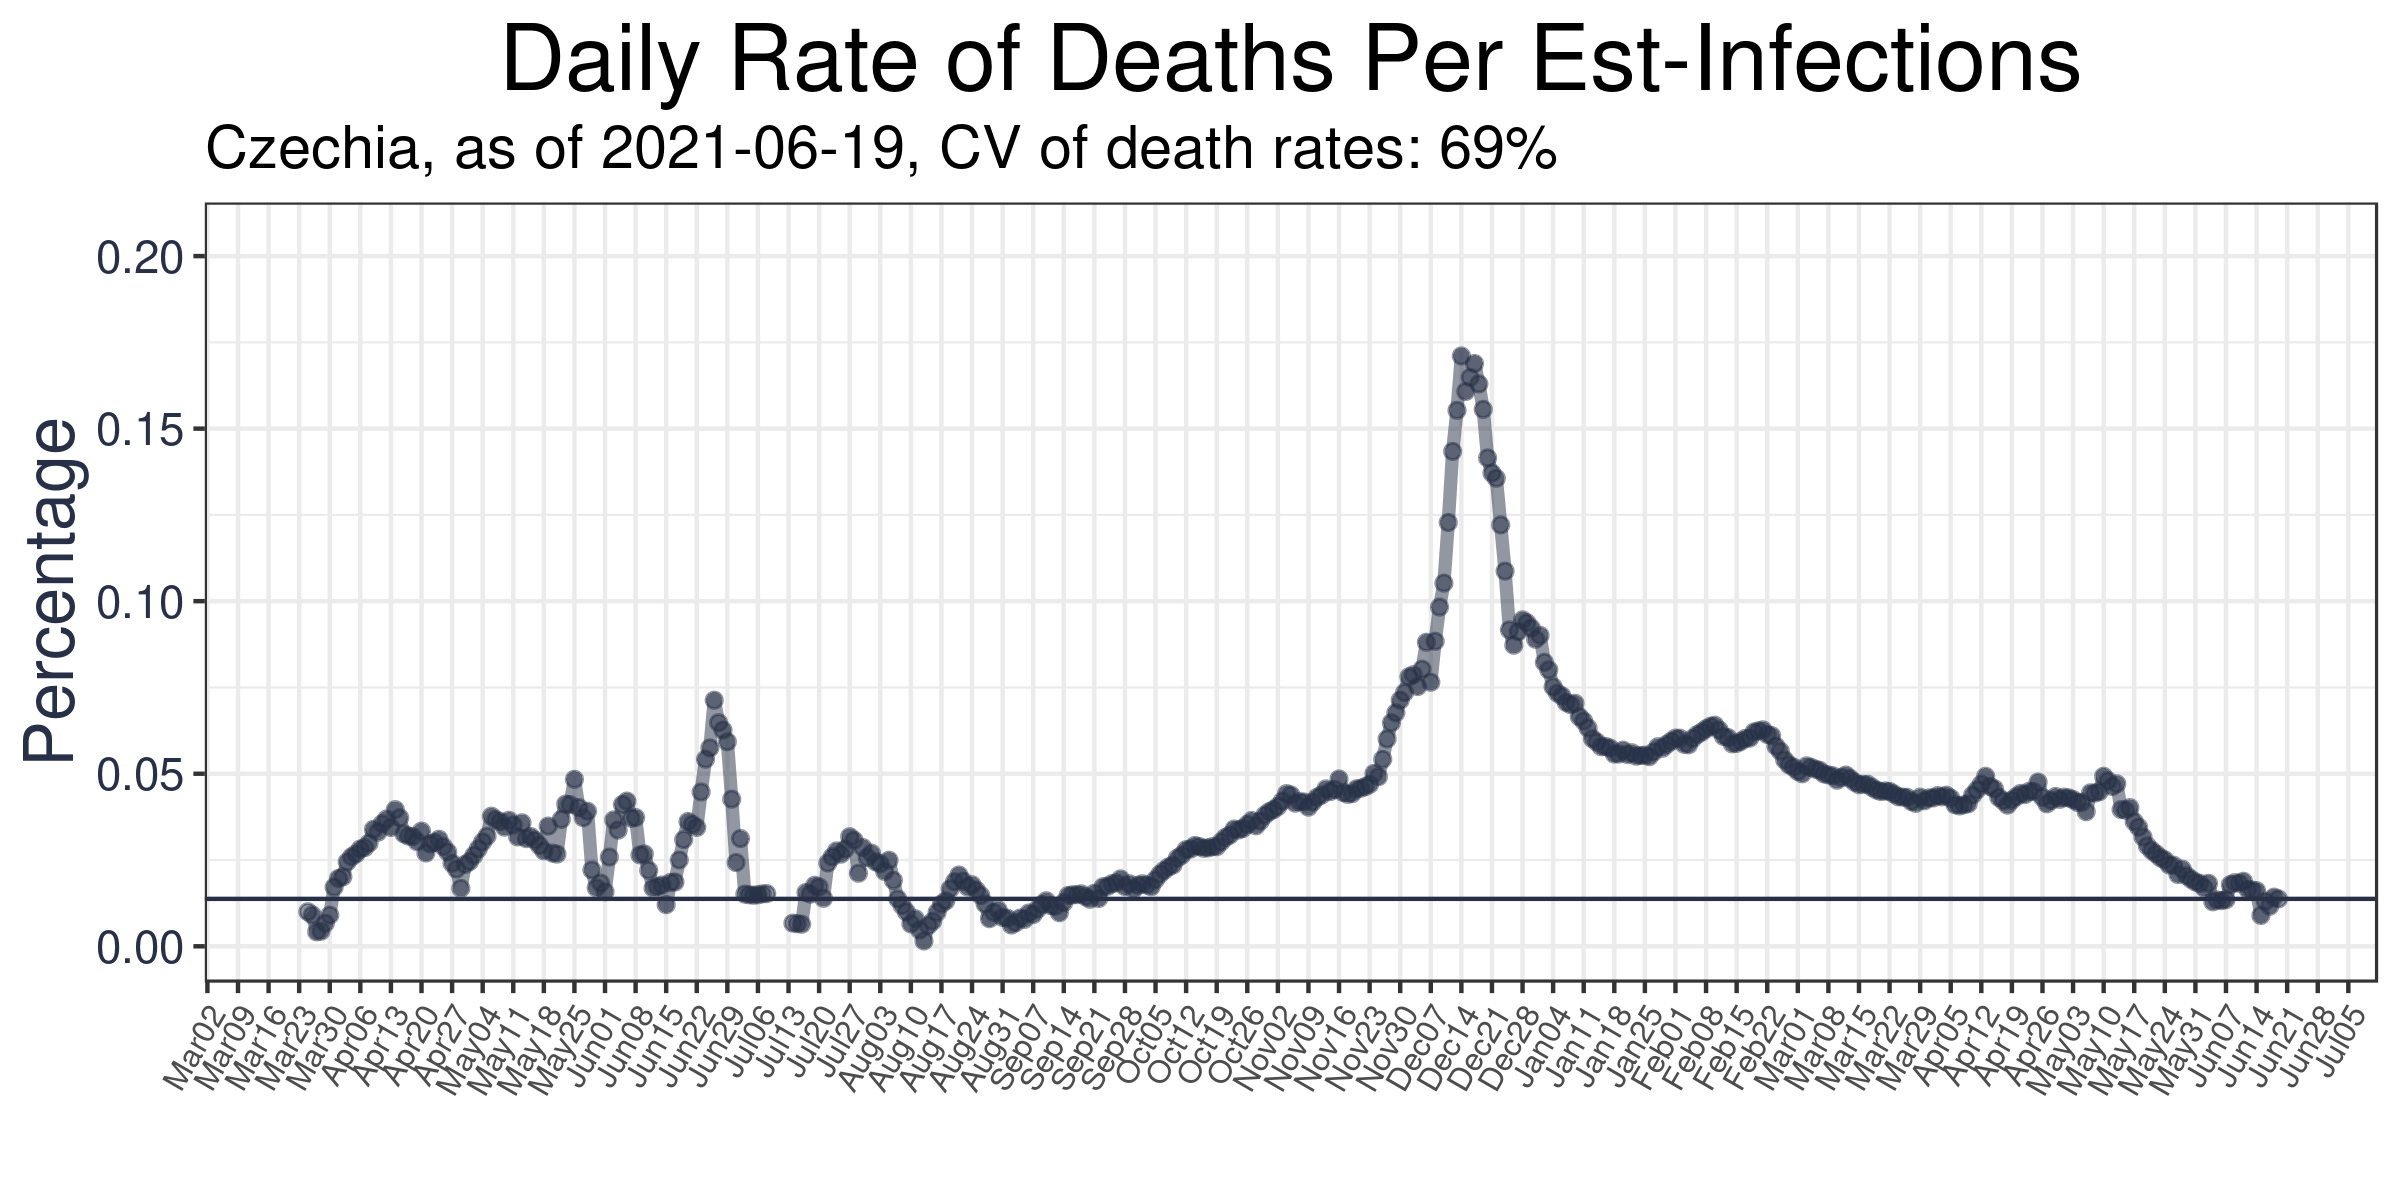 Daily Rate of Deaths Per Est-Infections
Czechia, as of 2021-06-19, CV of death rates: 69%
Percentage
0.20
0.15
0.10
0.05
0.00
Mar02 Mar09 Mar16 Mar23 Mar30 Apr06 Apr13 Apr20 Apr27 May04 May11 May18 May25 Jun01 Jun08 Jun15 Jun22 Jun29 Jul06 Jul13 Jul20 Jul27 Aug03 Aug10 Aug17 Aug24 Aug31 Sep07 Sep14 Sep21 Sep28 Oct05 Oct12 Oct19 Oct26 Nov02 Nov09 Nov16 Nov23 Nov30 Dec07 Dec14 Dec21 Dec28 Jan04 Jan11 Jan18 Jan25 Feb01 Feb08 Feb15 Feb22 Mar01 Mar08 Mar15 Mar22 Mar29 Apr05 Apr12 Apr19 Apr26 May03 May10 May17 May24 May31 Jun07 Jun14 Jun21 Jun28 Jul05